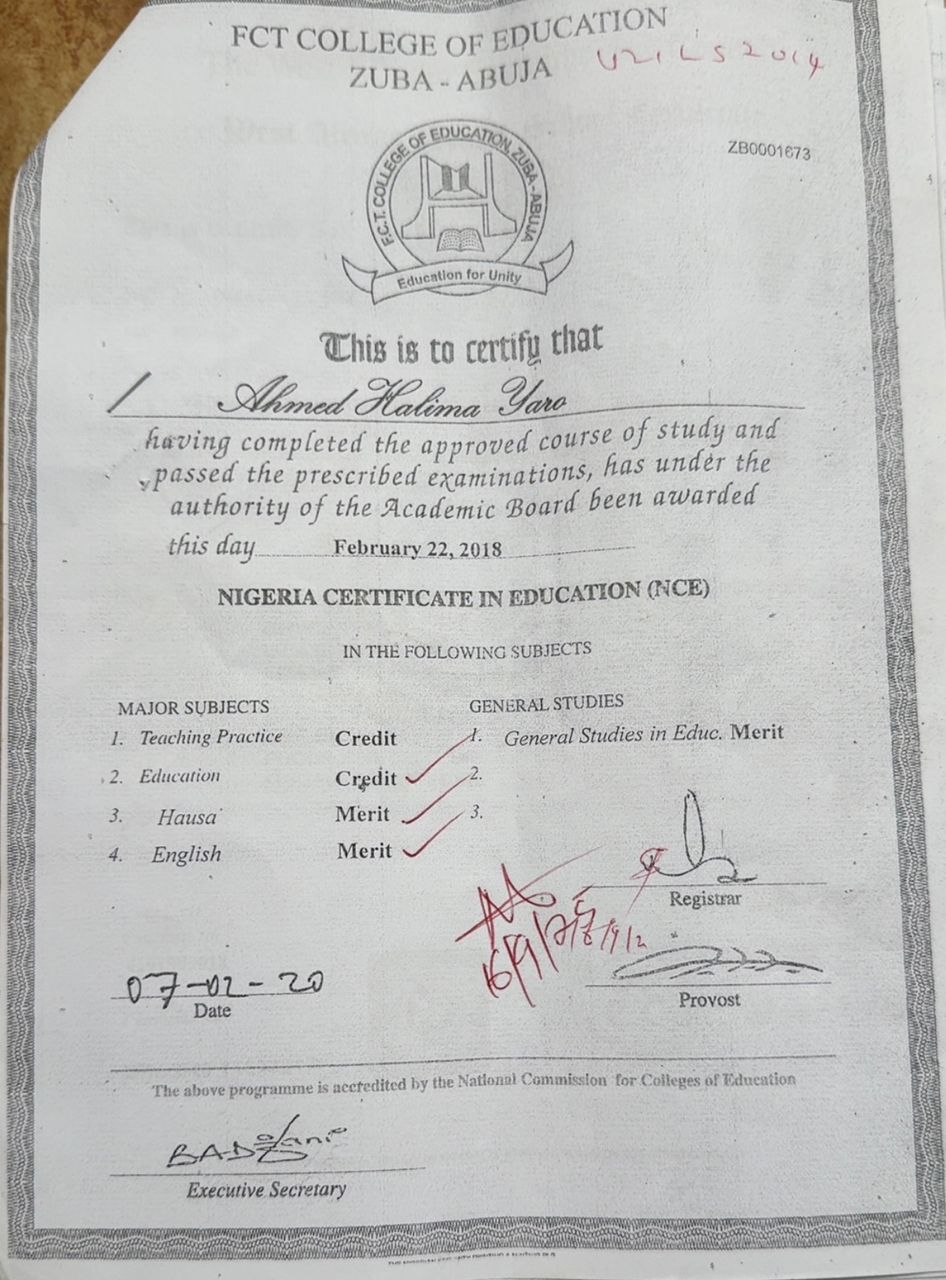 FCT COLLEGE OF EDUCATION
ZUBA - ABUJA
2014
ZB0001673
F.C.T. COLLEGE OF EDUCATION, ZUBA - ABUJA
Education for Unity
This is to certify that
Ahmed Halima Yaro
having completed the approved course of study and
passed the prescribed examinations, has under the
authority of the Academic Board been awarded
this day February 22, 2018
NIGERIA CERTIFICATE IN EDUCATION (NCE)
IN THE FOLLOWING SUBJECTS
MAJOR SUBJECTS GENERAL STUDIES
1. Teaching Practice Credit 1. General Studies in Educ. Merit
2. Education Credit 2.
3. Hausa Merit 3.
4. English Merit
Registrar
07-02-20
Date
Provost
The above programme is accredited by the National Commission for Colleges of Education
Executive Secretary